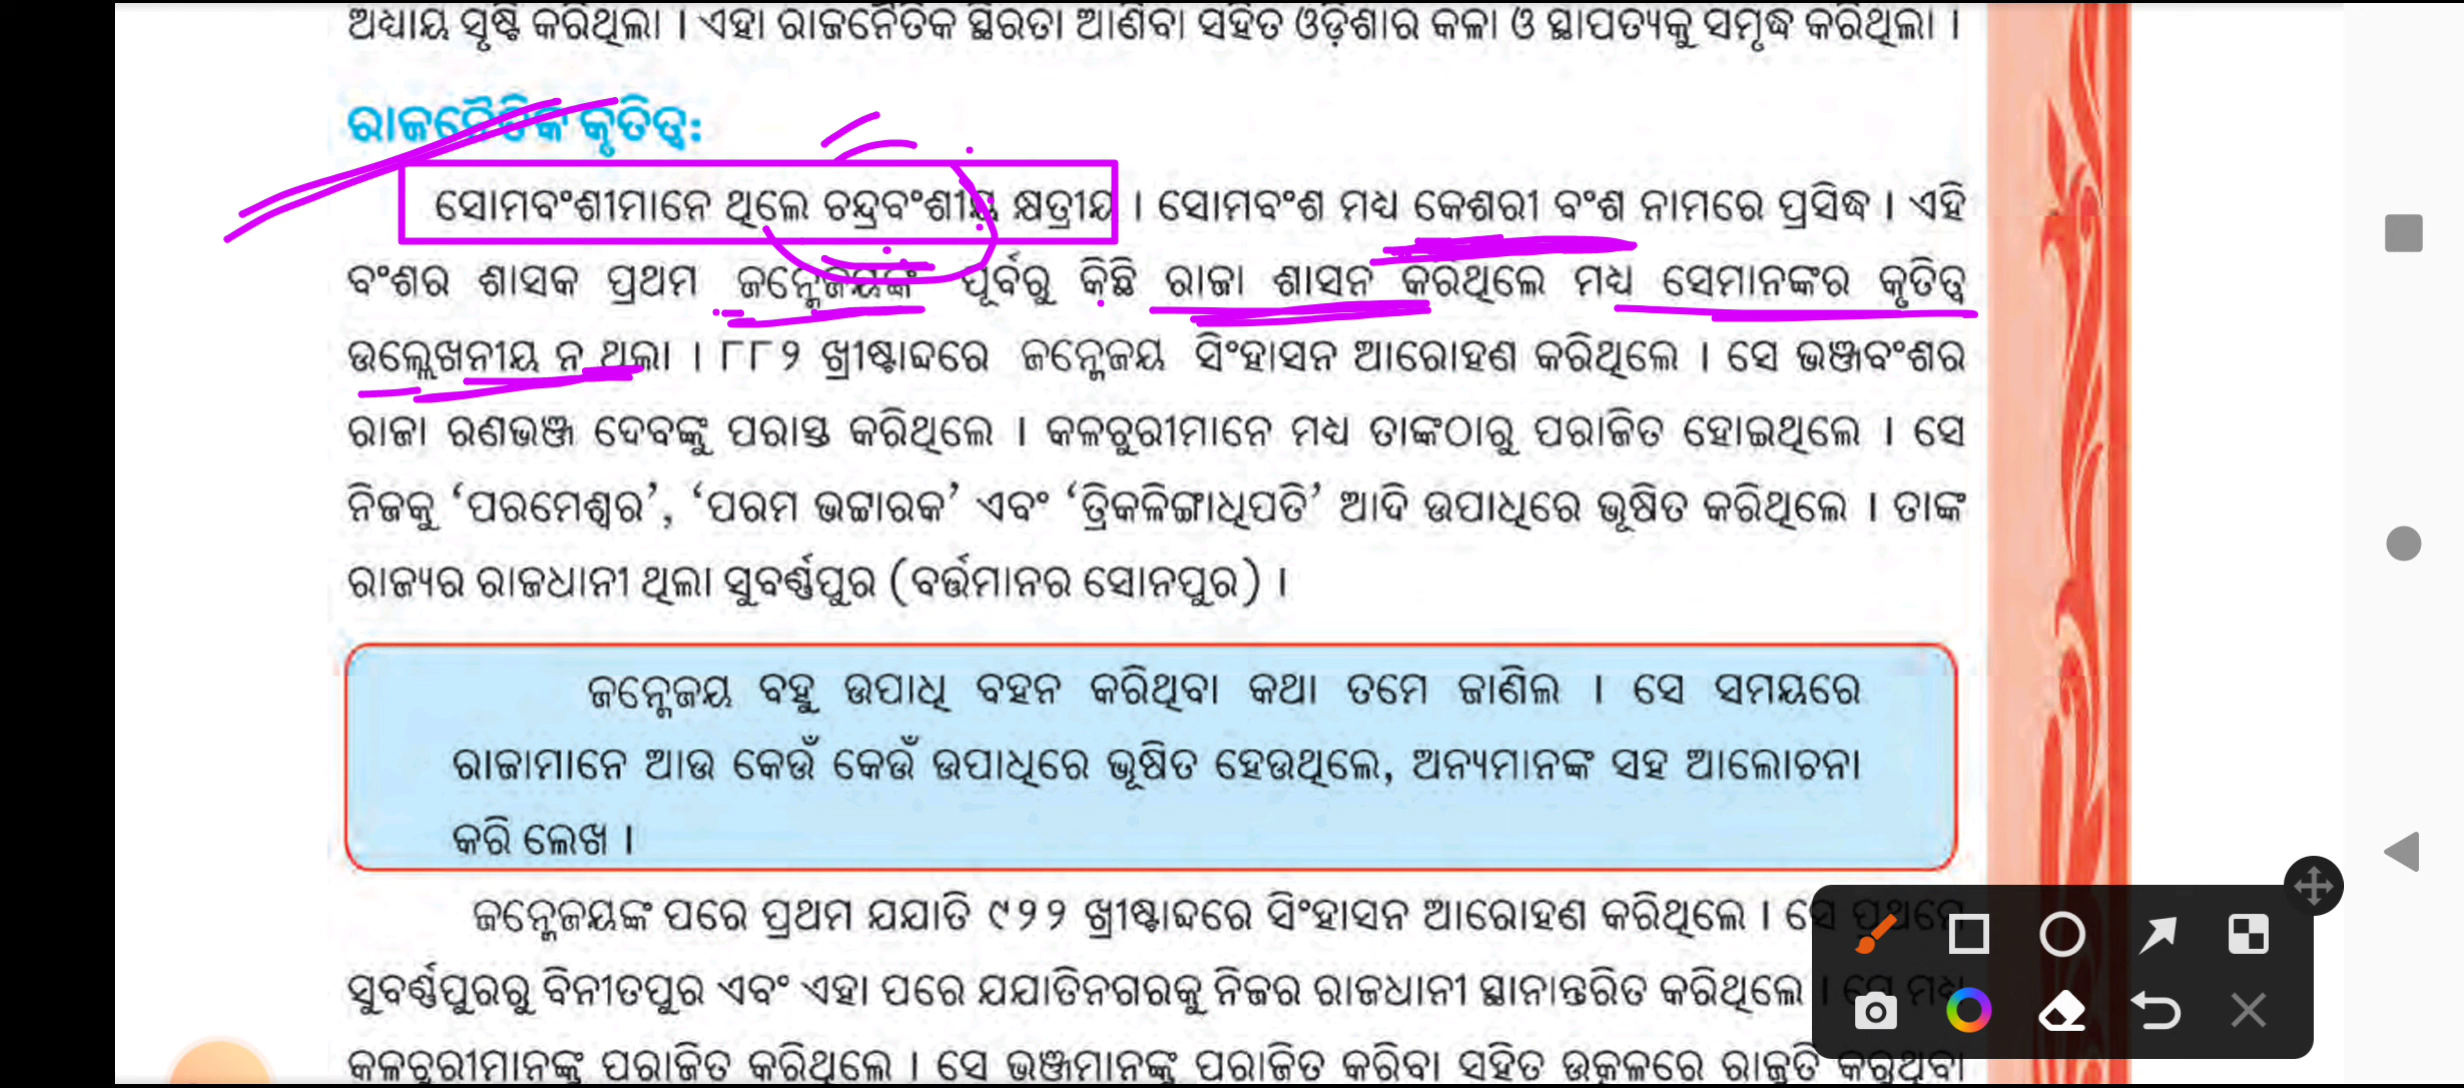 ଅଧ୍ୟାୟ ସୃଷ୍ଟି କରିଥିଲା । ଏହା ରାଜନୈତିକ ସ୍ଥିରତା ଆଣିବା ସହିତ ଓଡ଼ିଶାର କଳା ଓ ସ୍ଥାପତ୍ୟକୁ ସମୃଦ୍ଧ କରିଥିଲା ।
ରାଜନୈତିକ କୃତିତ୍ୱ:
ସୋମବଂଶୀମାନେ ଥିଲେ ଚନ୍ଦ୍ରବଂଶୀୟ କ୍ଷତ୍ରୀୟ । ସୋମବଂଶ ମଧ୍ୟ କେଶରୀ ବଂଶ ନାମରେ ପ୍ରସିଦ୍ଧ । ଏହି
ବଂଶର ଶାସକ ପ୍ରଥମ ଜନ୍ମେଜୟଙ୍କ ପୂର୍ବରୁ କିଛି ରାଜା ଶାସନ କରିଥିଲେ ମଧ୍ୟ ସେମାନଙ୍କର କୃତିତ୍ୱ
ଉଲ୍ଲେଖନୀୟ ନ ଥିଲା । ୮୮୨ ଖ୍ରୀଷ୍ଟାବ୍ଦରେ ଜନ୍ମେଜୟ ସିଂହାସନ ଆରୋହଣ କରିଥିଲେ । ସେ ଭଞ୍ଜବଂଶର
ରାଜା ରଣଭଞ୍ଜ ଦେବଙ୍କୁ ପରାସ୍ତ କରିଥିଲେ । କଳଚୁରୀମାନେ ମଧ୍ୟ ତାଙ୍କଠାରୁ ପରାଜିତ ହୋଇଥିଲେ । ସେ
ନିଜକୁ ‘ପରମେଶ୍ୱର’, ‘ପରମ ଭଟ୍ଟାରକ’ ଏବଂ ‘ତ୍ରିକଳିଙ୍ଗାଧିପତି’ ଆଦି ଉପାଧିରେ ଭୂଷିତ କରିଥିଲେ । ତାଙ୍କ
ରାଜ୍ୟର ରାଜଧାନୀ ଥିଲା ସୁବର୍ଣ୍ଣପୁର (ବର୍ତ୍ତମାନର ସୋନପୁର) ।
ଜନ୍ମେଜୟ ବହୁ ଉପାଧି ବହନ କରିଥିବା କଥା ତମେ ଜାଣିଲ । ସେ ସମୟରେ
ରାଜାମାନେ ଆଉ କେଉଁ କେଉଁ ଉପାଧିରେ ଭୂଷିତ ହେଉଥିଲେ, ଅନ୍ୟମାନଙ୍କ ସହ ଆଲୋଚନା
କରି ଲେଖ ।
ଜନ୍ମେଜୟଙ୍କ ପରେ ପ୍ରଥମ ଯଯାତି ୯୨୨ ଖ୍ରୀଷ୍ଟାବ୍ଦରେ ସିଂହାସନ ଆରୋହଣ କରିଥିଲେ । ସେ ପ୍ରଥମେ
ସୁବର୍ଣ୍ଣପୁରରୁ ବିନୀତପୁର ଏବଂ ଏହା ପରେ ଯଯାତିନଗରକୁ ନିଜର ରାଜଧାନୀ ସ୍ଥାନାନ୍ତରିତ କରିଥିଲେ । ସେ ମଧ୍ୟ
କଳଚୁରୀମାନଙ୍କୁ ପରାଜିତ କରିଥିଲେ । ସେ ଭଞ୍ଜମାନଙ୍କୁ ପରାଜିତ କରିବା ସହିତ ଉତ୍କଳରେ ରାଜୁତି କରୁଥିବା